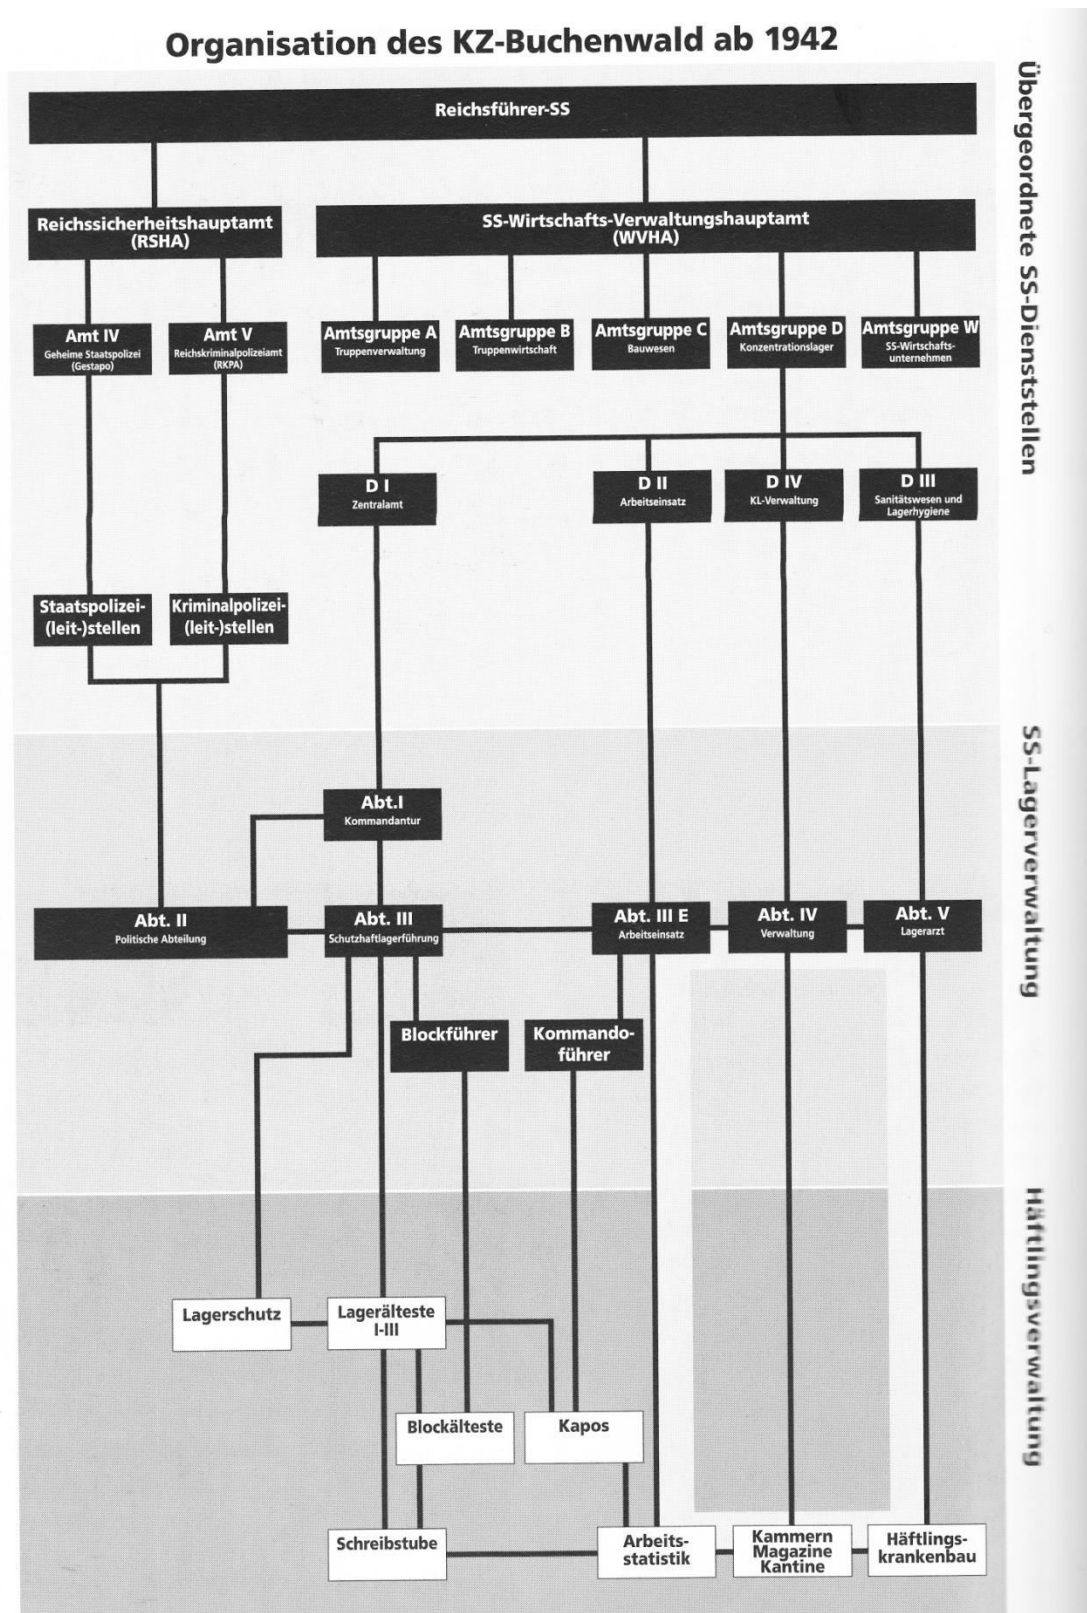 Organisation des KZ-Buchenwald ab 1942
Übergeordnete SS-Dienststellen
Reichsführer-SS
Reichssicherheitshauptamt
(RSHA)
SS-Wirtschafts-Verwaltungshauptamt
(WVHA)
Amt IV
Geheime Staatspolizei
(Gestapo)
Amt V
Reichskriminalpolizeiamt
(RKPA)
Amtsgruppe A
Truppenverwaltung
Amtsgruppe B
Truppenwirtschaft
Amtsgruppe C
Bauwesen
Amtsgruppe D
Konzentrationslager
Amtsgruppe W
SS-Wirtschafts-
unternehmen
D I
Zentralamt
D II
Arbeitseinsatz
D IV
KL-Verwaltung
D III
Sanitätswesen und
Lagerhygiene
Staatspolizei-
(leit-)stellen
Kriminalpolizei-
(leit-)stellen
SS-Lagerverwaltung
Abt.I
Kommandantur
Abt. II
Politische Abteilung
Abt. III
Schutzhaftlagerführung
Abt. III E
Arbeitseinsatz
Abt. IV
Verwaltung
Abt. V
Lagerarzt
Blockführer
Kommando-
führer
Häftlingsverwaltung
Lagerschutz
Lagerälteste
I-III
Blockälteste
Kapos
Schreibstube
Arbeits-
statistik
Kammern
Magazine
Kantine
Häftlings-
krankenbau